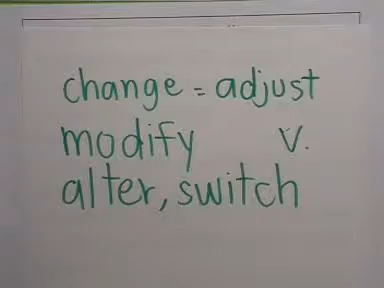 change = adjust
modify v.
alter, switch